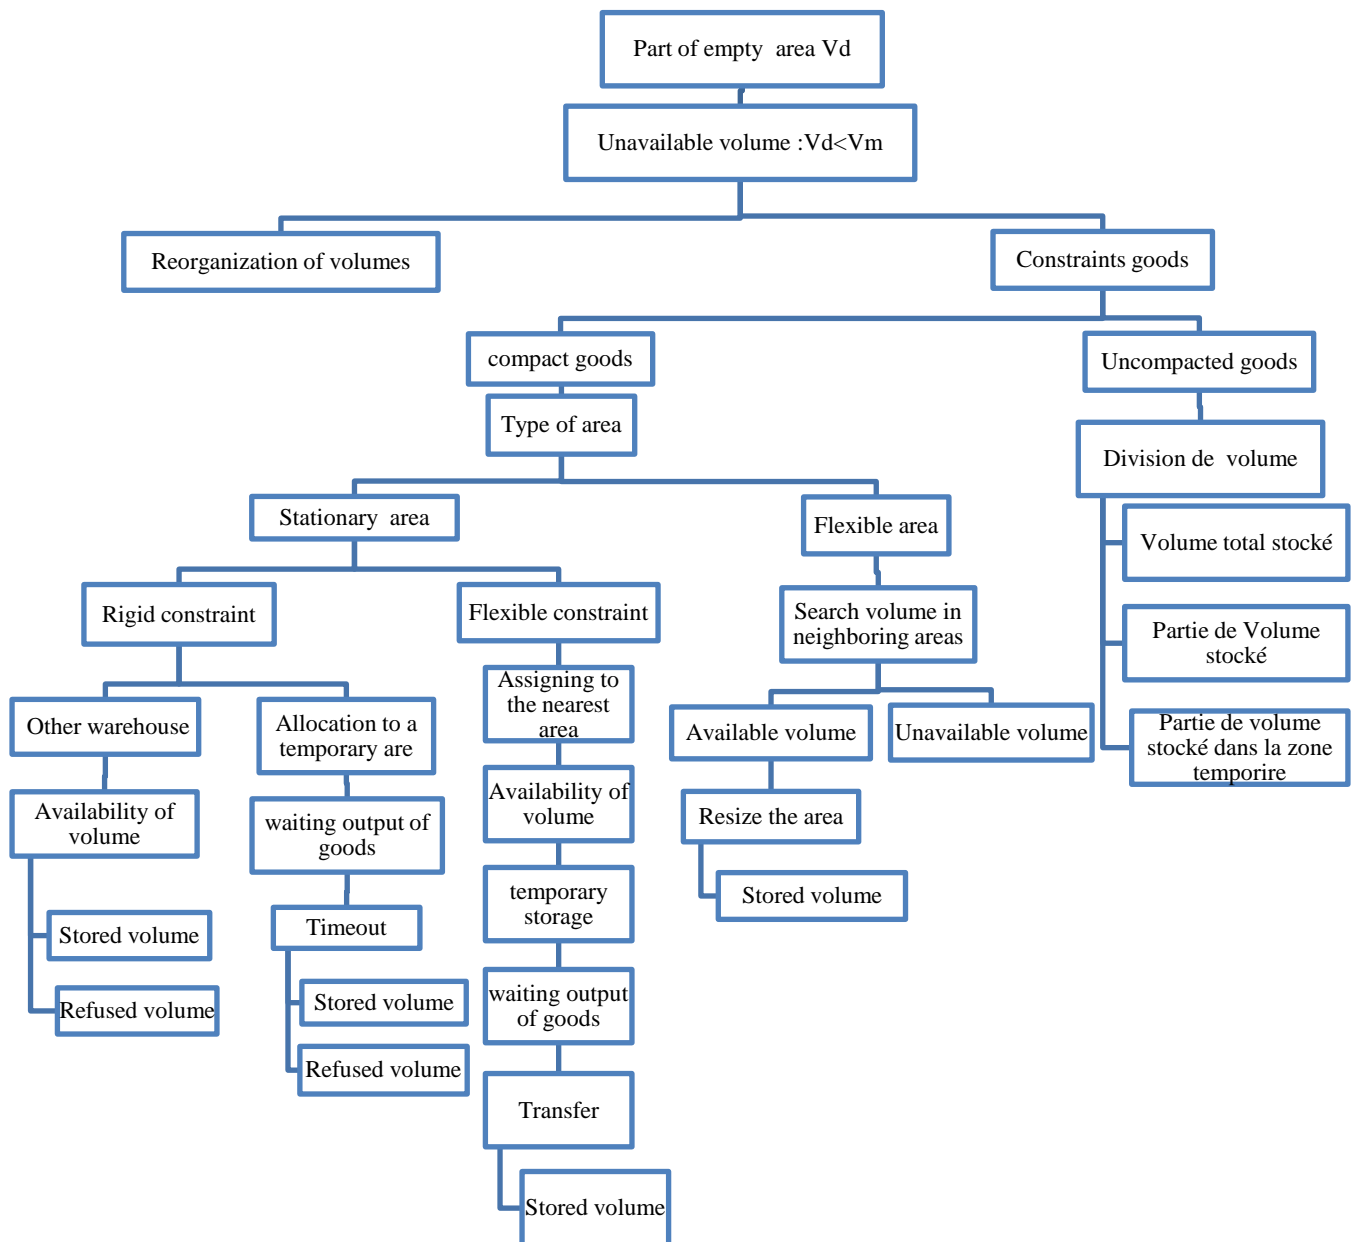 Part of empty area Vd
Unavailable volume :Vd<Vm
Reorganization of volumes
Constraints goods
compact goods
Uncompacted goods
Type of area
Division de volume
Stationary area
Flexible area
Volume total stocké
Rigid constraint
Flexible constraint
Search volume in
neighboring areas
Partie de Volume
stocké
Other warehouse
Allocation to a
temporary are
Assigning to
the nearest
area
Available volume
Unavailable volume
Partie de volume
stocké dans la zone
temporire
Availability of
volume
waiting output of
goods
Availability of
volume
Resize the area
Stored volume
temporary
storage
Stored volume
Timeout
Refused volume
Stored volume
waiting output
of goods
Refused volume
Transfer
Stored volume